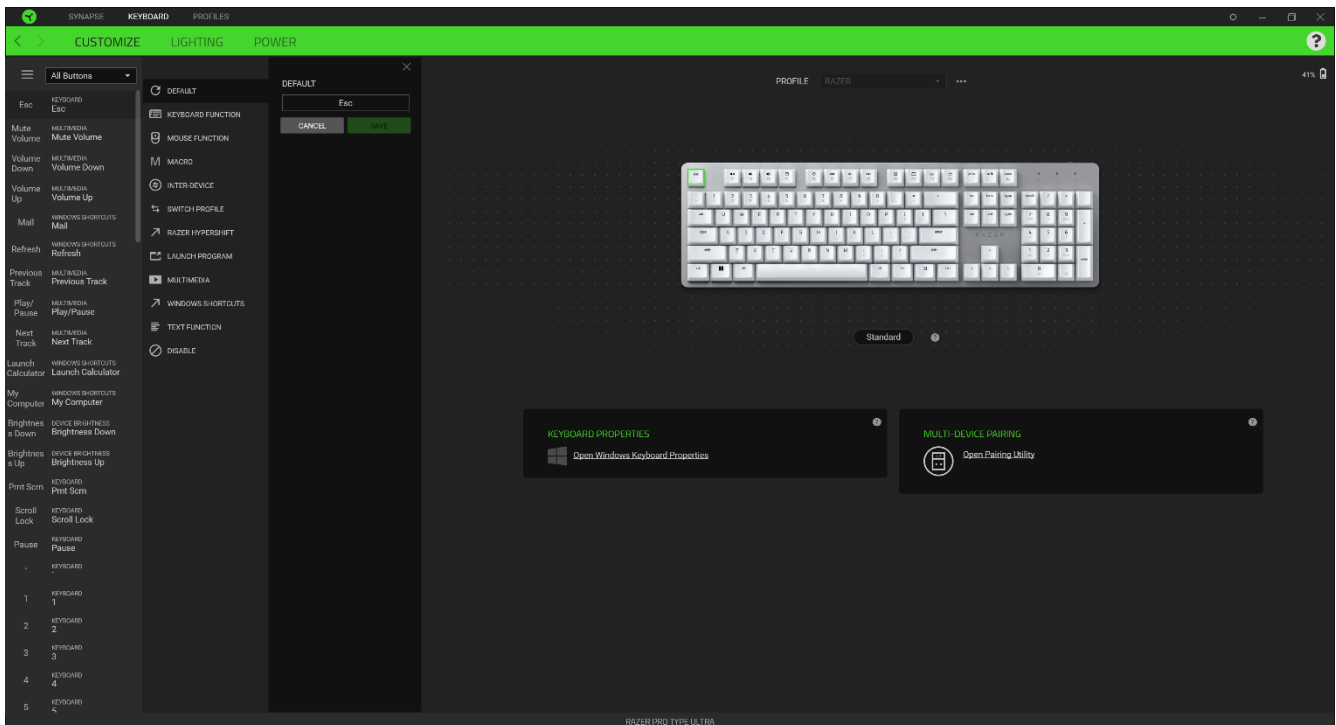 SYNAPSE KEYBOARD PROFILES
CUSTOMIZE LIGHTING POWER
?
All Buttons
Esc KEYBOARD
Esc
Mute Volume MULTIMEDIA
Mute Volume
Volume Down MULTIMEDIA
Volume Down
Volume Up MULTIMEDIA
Volume Up
Mail WINDOWS SHORTCUTS
Mail
Refresh WINDOWS SHORTCUTS
Refresh
Previous Track MULTIMEDIA
Previous Track
Play/ Pause MULTIMEDIA
Play/Pause
Next Track MULTIMEDIA
Next Track
Launch Calculator WINDOWS SHORTCUTS
Launch Calculator
My Computer WINDOWS SHORTCUTS
My Computer
Brightnes s Down DEVICE BRIGHTNESS
Brightness Down
Brightnes s Up DEVICE BRIGHTNESS
Brightness Up
Prnt Scrn KEYBOARD
Prnt Scrn
Scroll Lock KEYBOARD
Scroll Lock
Pause KEYBOARD
Pause
` KEYBOARD
`
1 KEYBOARD
1
2 KEYBOARD
2
3 KEYBOARD
3
4 KEYBOARD
4
5 KEYBOARD
5
DEFAULT
KEYBOARD FUNCTION
MOUSE FUNCTION
MACRO
INTER-DEVICE
SWITCH PROFILE
RAZER HYPERSHIFT
LAUNCH PROGRAM
MULTIMEDIA
WINDOWS SHORTCUTS
TEXT FUNCTION
DISABLE
DEFAULT
Esc
CANCEL SAVE
PROFILE RAZER
41%
RAZER
Standard
KEYBOARD PROPERTIES
Open Windows Keyboard Properties
MULTI-DEVICE PAIRING
Open Pairing Utility
RAZER PRO TYPE ULTRA